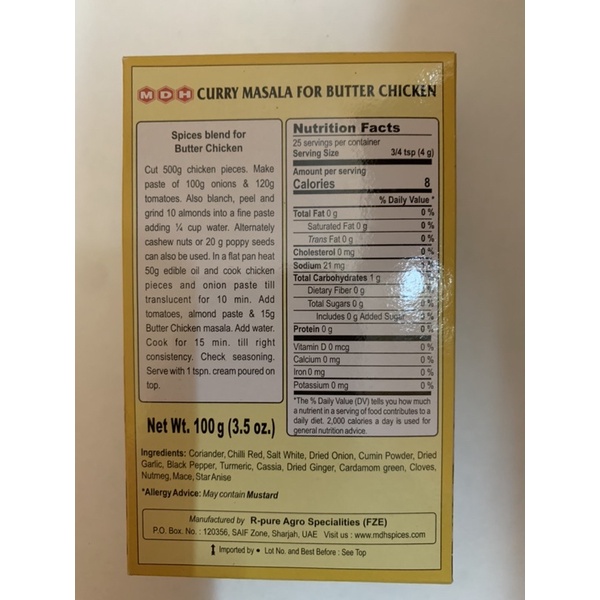 MDH CURRY MASALA FOR BUTTER CHICKEN
Spices blend for
Butter Chicken
Cut 500g chicken pieces. Make
paste of 100g onions & 120g
tomatoes. Also blanch, peel and
grind 10 almonds into a fine paste
adding ¼ cup water. Alternately
cashew nuts or 20 g poppy seeds
can also be used. In a flat pan heat
50g edible oil and cook chicken
pieces and onion paste till
translucent for 10 min. Add
tomatoes, almond paste & 15g
Butter Chicken masala. Add water.
Cook for 15 min. till right
consistency. Check seasoning.
Serve with 1 tspn. cream poured on
top.
Net Wt. 100 g (3.5 oz.)
Nutrition Facts
25 servings per container
Serving Size 3/4 tsp (4 g)
Amount per serving
Calories 8
% Daily Value *
Total Fat 0 g 0 %
Saturated Fat 0 g 0 %
Trans Fat 0 g 0 %
Cholesterol 0 mg 0 %
Sodium 21 mg
Total Carbohydrates 1 g
Dietary Fiber 0 g
Total Sugars 0 g %
Includes 0 g Added Sugar 0 %
Protein 0 g 0 %
Vitamin D 0 mcg 0 %
Calcium 0 mg 0 %
Iron 0 mg 0 %
Potassium 0 mg 0 %
*The % Daily Value (DV) tells you how much
a nutrient in a serving of food contributes to a
daily diet. 2,000 calories a day is used for
general nutrition advice.
Ingredients: Coriander, Chilli Red, Salt White, Dried Onion, Cumin Powder, Dried
Garlic, Black Pepper, Turmeric, Cassia, Dried Ginger, Cardamom green, Cloves,
Nutmeg, Mace, Star Anise
*Allergy Advice: May contain Mustard
Manufactured by R-pure Agro Specialities (FZE)
P.O. Box. No. : 120356, SAIF Zone, Sharjah, UAE Visit us : www.mdhspices.com
Imported by • Lot No. and Best Before : See Top